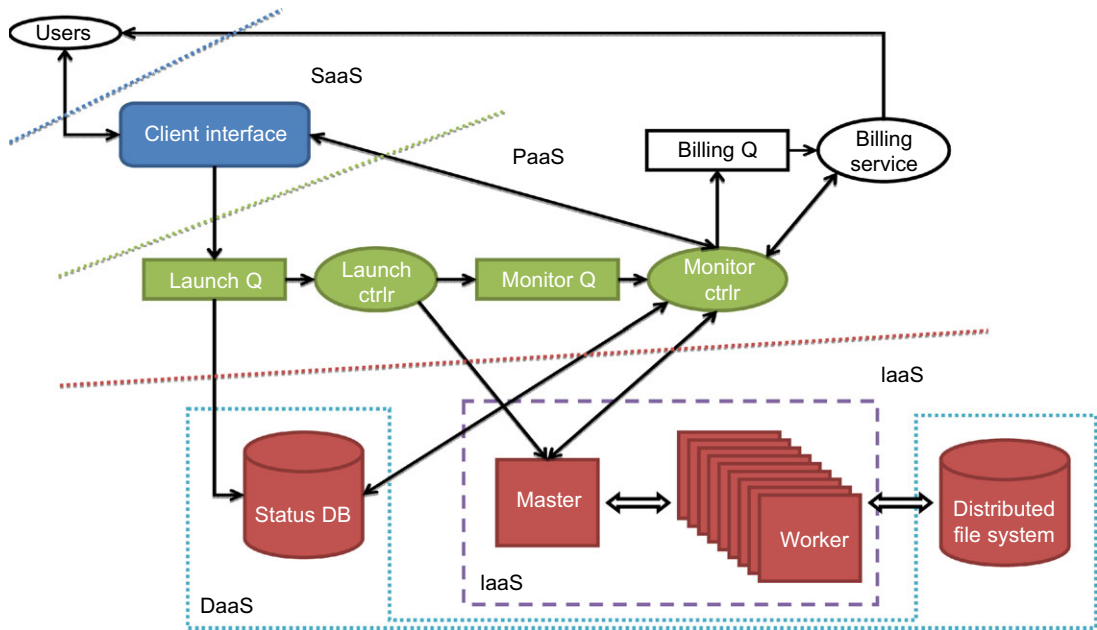 Users
SaaS
Client interface
PaaS
Billing Q
Billing
service
Launch Q
Launch
ctrlr
Monitor Q
Monitor
ctrlr
IaaS
Status DB
Master
Worker
Distributed
file system
IaaS
DaaS